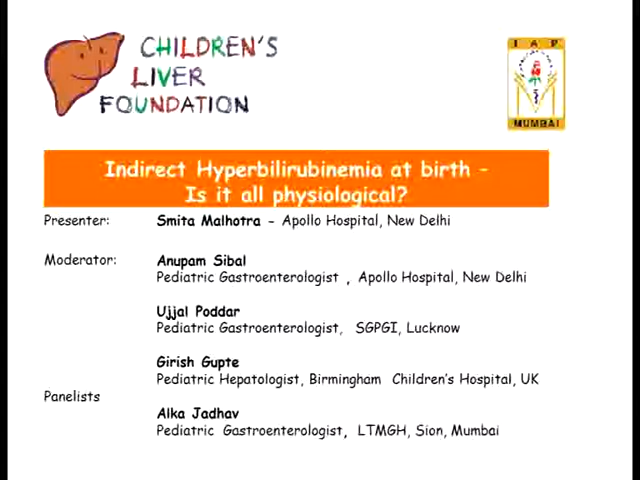 CHILDREN'S
LIVER
FOUNDATION
I A P
MUMBAI
Indirect Hyperbilirubinemia at birth -
Is it all physiological?
Presenter: Smita Malhotra - Apollo Hospital, New Delhi
Moderator: Anupam Sibal
Pediatric Gastroenterologist , Apollo Hospital, New Delhi
Ujjal Poddar
Pediatric Gastroenterologist, SGPGI, Lucknow
Girish Gupte
Pediatric Hepatologist, Birmingham Children's Hospital, UK
Panelists
Alka Jadhav
Pediatric Gastroenterologist, LTMGH, Sion, Mumbai